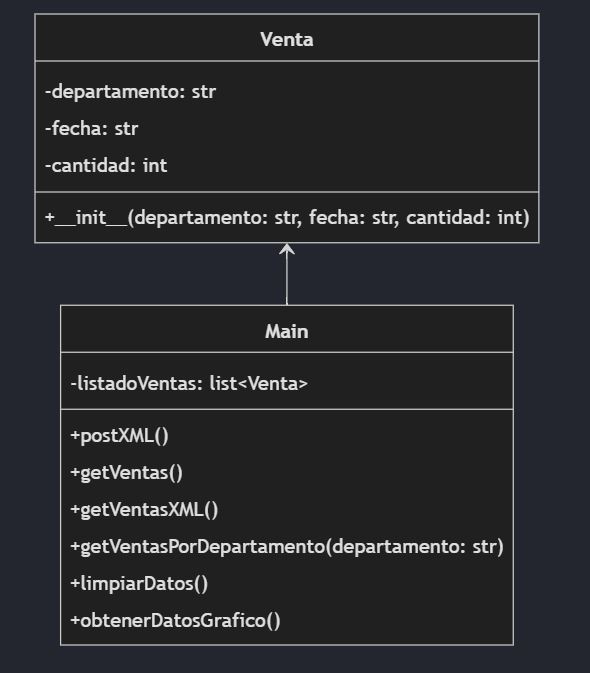 Venta
-departamento: str
-fecha: str
-cantidad: int
+__init__(departamento: str, fecha: str, cantidad: int)
Main
-listadoVentas: list<Venta>
+postXML()
+getVentas()
+getVentasXML()
+getVentasPorDepartamento(departamento: str)
+limpiarDatos()
+obtenerDatosGrafico()